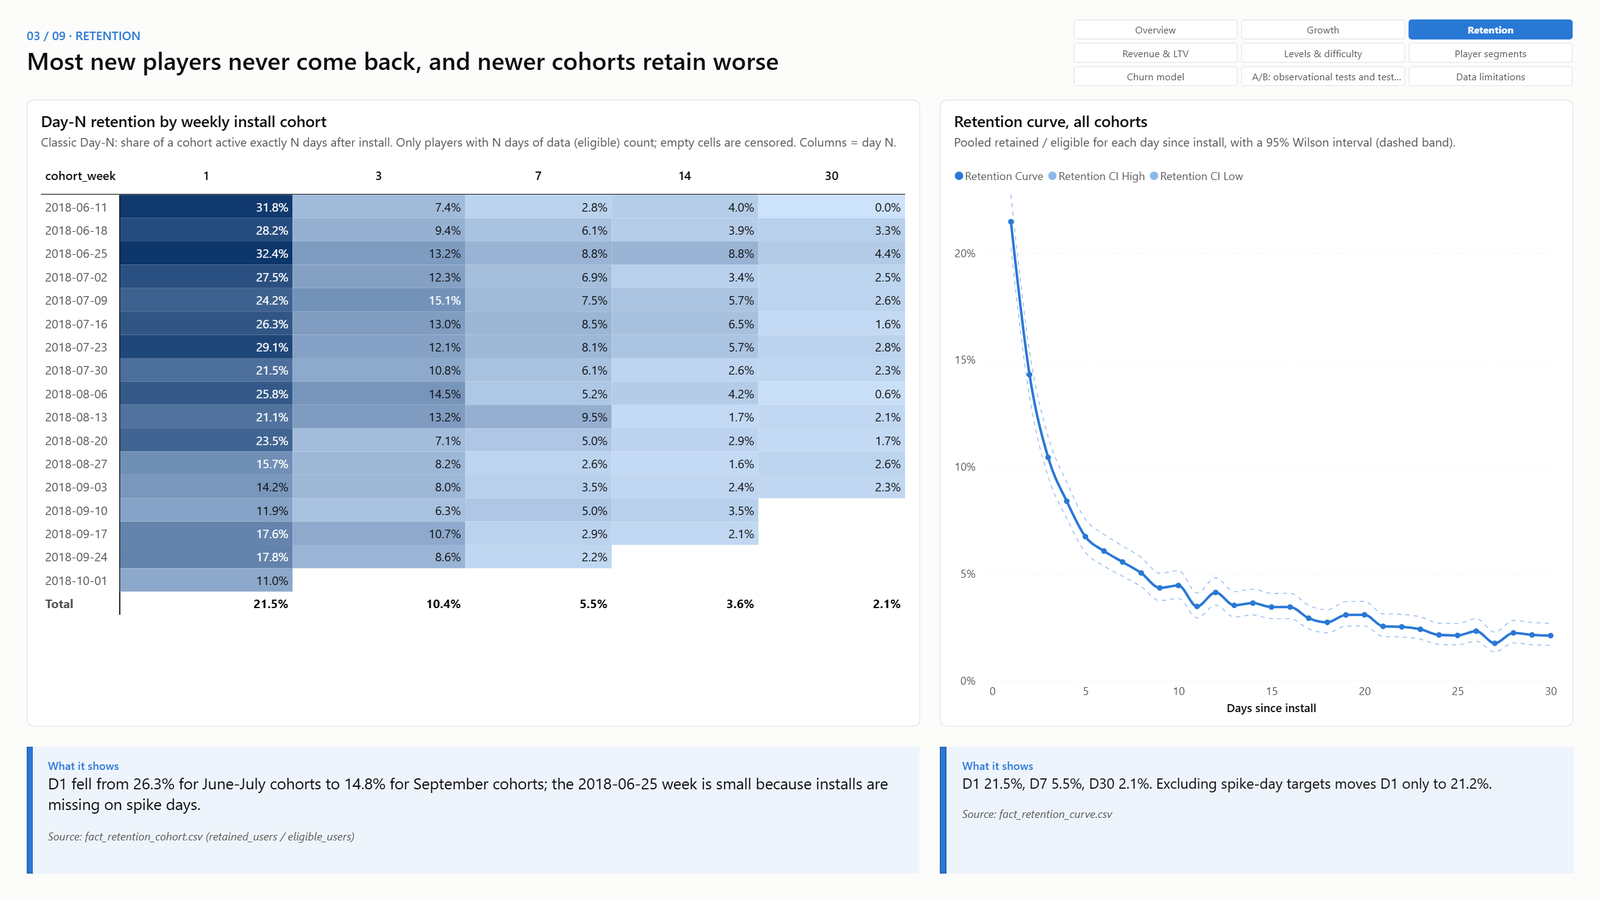 03 / 09 · RETENTION
Most new players never come back, and newer cohorts retain worse
Overview
Growth
Retention
Revenue & LTV
Levels & difficulty
Player segments
Churn model
A/B: observational tests and test...
Data limitations
Day-N retention by weekly install cohort
Classic Day-N: share of a cohort active exactly N days after install. Only players with N days of data (eligible) count; empty cells are censored. Columns = day N.
cohort_week 1 3 7 14 30
2018-06-11 31.8% 7.4% 2.8% 4.0% 0.0%
2018-06-18 28.2% 9.4% 6.1% 3.9% 3.3%
2018-06-25 32.4% 13.2% 8.8% 8.8% 4.4%
2018-07-02 27.5% 12.3% 6.9% 3.4% 2.5%
2018-07-09 24.2% 15.1% 7.5% 5.7% 2.6%
2018-07-16 26.3% 13.0% 8.5% 6.5% 1.6%
2018-07-23 29.1% 12.1% 8.1% 5.7% 2.8%
2018-07-30 21.5% 10.8% 6.1% 2.6% 2.3%
2018-08-06 25.8% 14.5% 5.2% 4.2% 0.6%
2018-08-13 21.1% 13.2% 9.5% 1.7% 2.1%
2018-08-20 23.5% 7.1% 5.0% 2.9% 1.7%
2018-08-27 15.7% 8.2% 2.6% 1.6% 2.6%
2018-09-03 14.2% 8.0% 3.5% 2.4% 2.3%
2018-09-10 11.9% 6.3% 5.0% 3.5%
2018-09-17 17.6% 10.7% 2.9% 2.1%
2018-09-24 17.8% 8.6% 2.2%
2018-10-01 11.0%
Total 21.5% 10.4% 5.5% 3.6% 2.1%
Retention curve, all cohorts
Pooled retained / eligible for each day since install, with a 95% Wilson interval (dashed band).
Retention Curve Retention CI High Retention CI Low
20%
15%
10%
5%
0%
0 5 10 15 20 25 30
Days since install
What it shows
D1 fell from 26.3% for June-July cohorts to 14.8% for September cohorts; the 2018-06-25 week is small because installs are
missing on spike days.
Source: fact_retention_cohort.csv (retained_users / eligible_users)
What it shows
D1 21.5%, D7 5.5%, D30 2.1%. Excluding spike-day targets moves D1 only to 21.2%.
Source: fact_retention_curve.csv